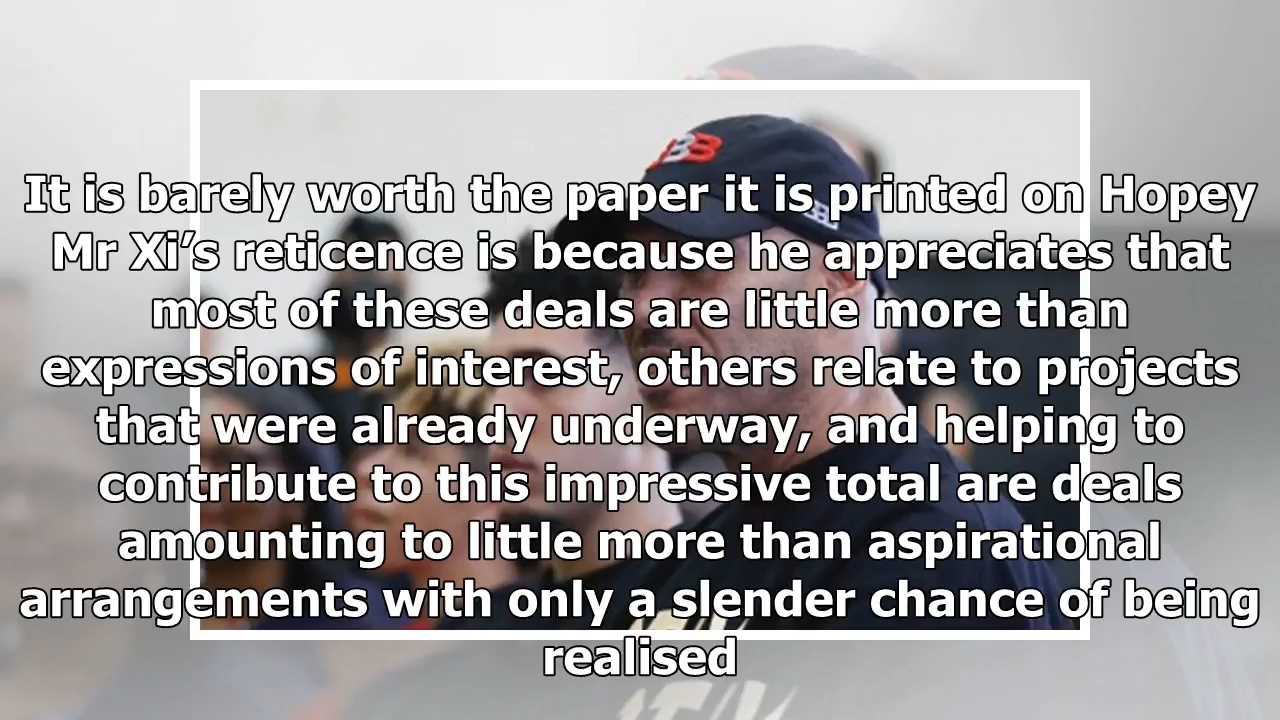 It is barely worth the paper it is printed on Hopey
Mr Xi’s reticence is because he appreciates that
most of these deals are little more than
expressions of interest, others relate to projects
that were already underway, and helping to
contribute to this impressive total are deals
amounting to little more than aspirational
arrangements with only a slender chance of being
realised